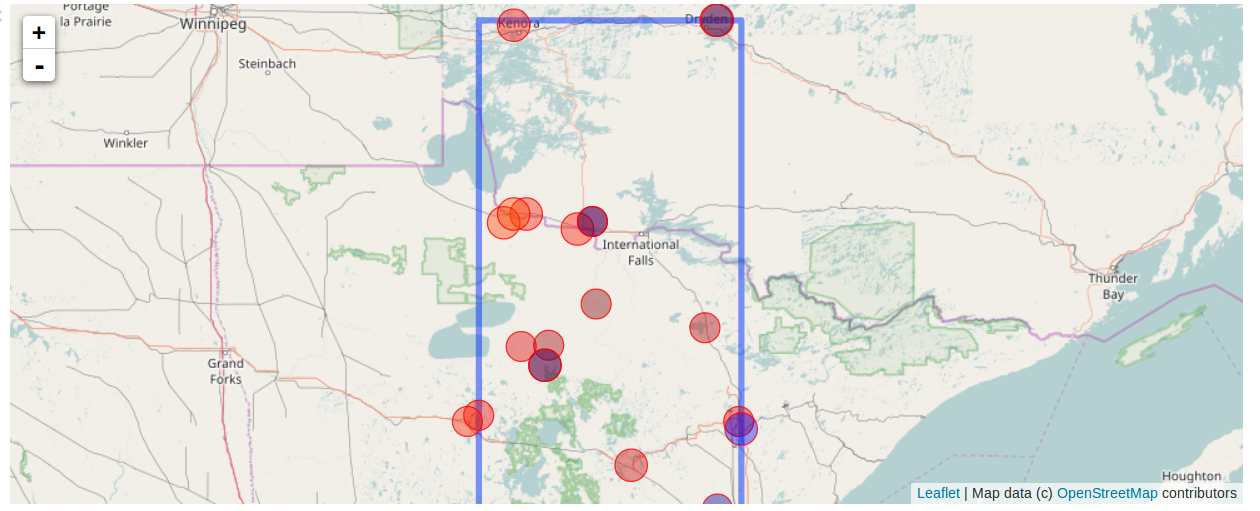 Portage
la Prairie
Winnipeg
Kenora
Dryden
+
-
Steinbach
Winkler
International
Falls
Thunder
Bay
Grand
Forks
Houghton
Leaflet | Map data (c) OpenStreetMap contributors